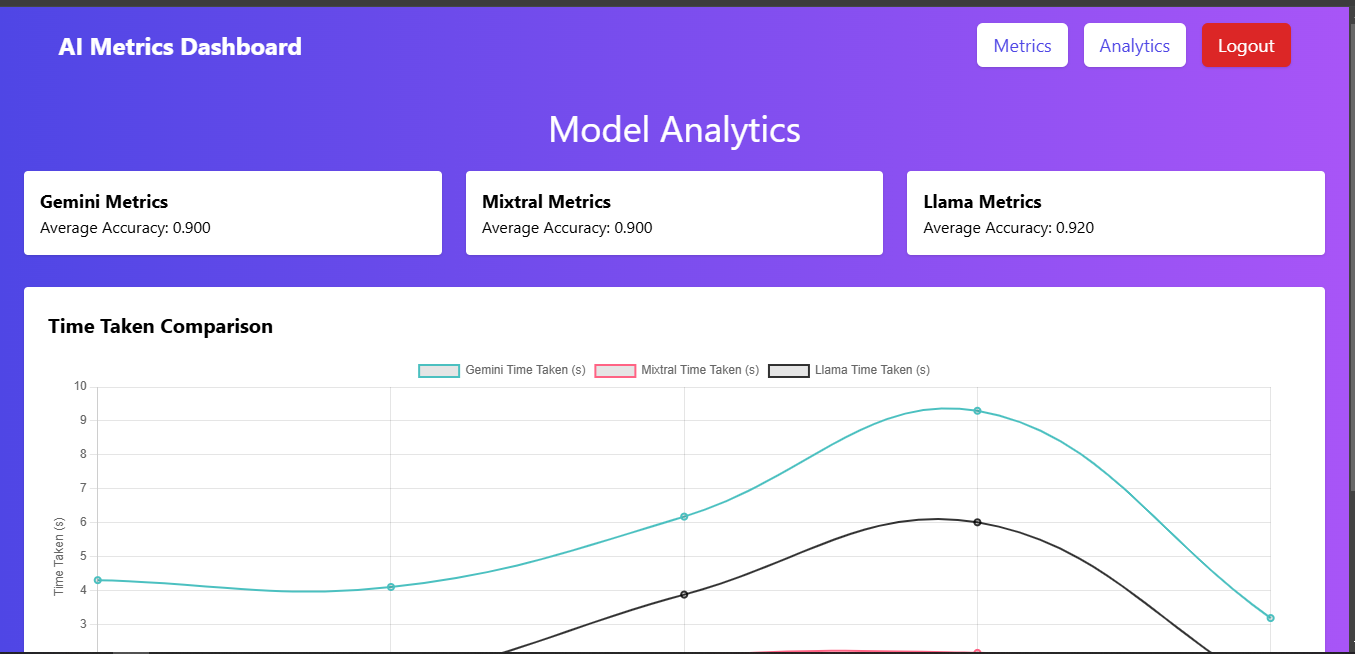 AI Metrics Dashboard
Metrics
Analytics
Logout
Model Analytics
Gemini Metrics
Average Accuracy: 0.900
Mixtral Metrics
Average Accuracy: 0.900
Llama Metrics
Average Accuracy: 0.920
Time Taken Comparison
Gemini Time Taken (s)
Mixtral Time Taken (s)
Llama Time Taken (s)
Time Taken (s)
10
9
8
7
6
5
4
3